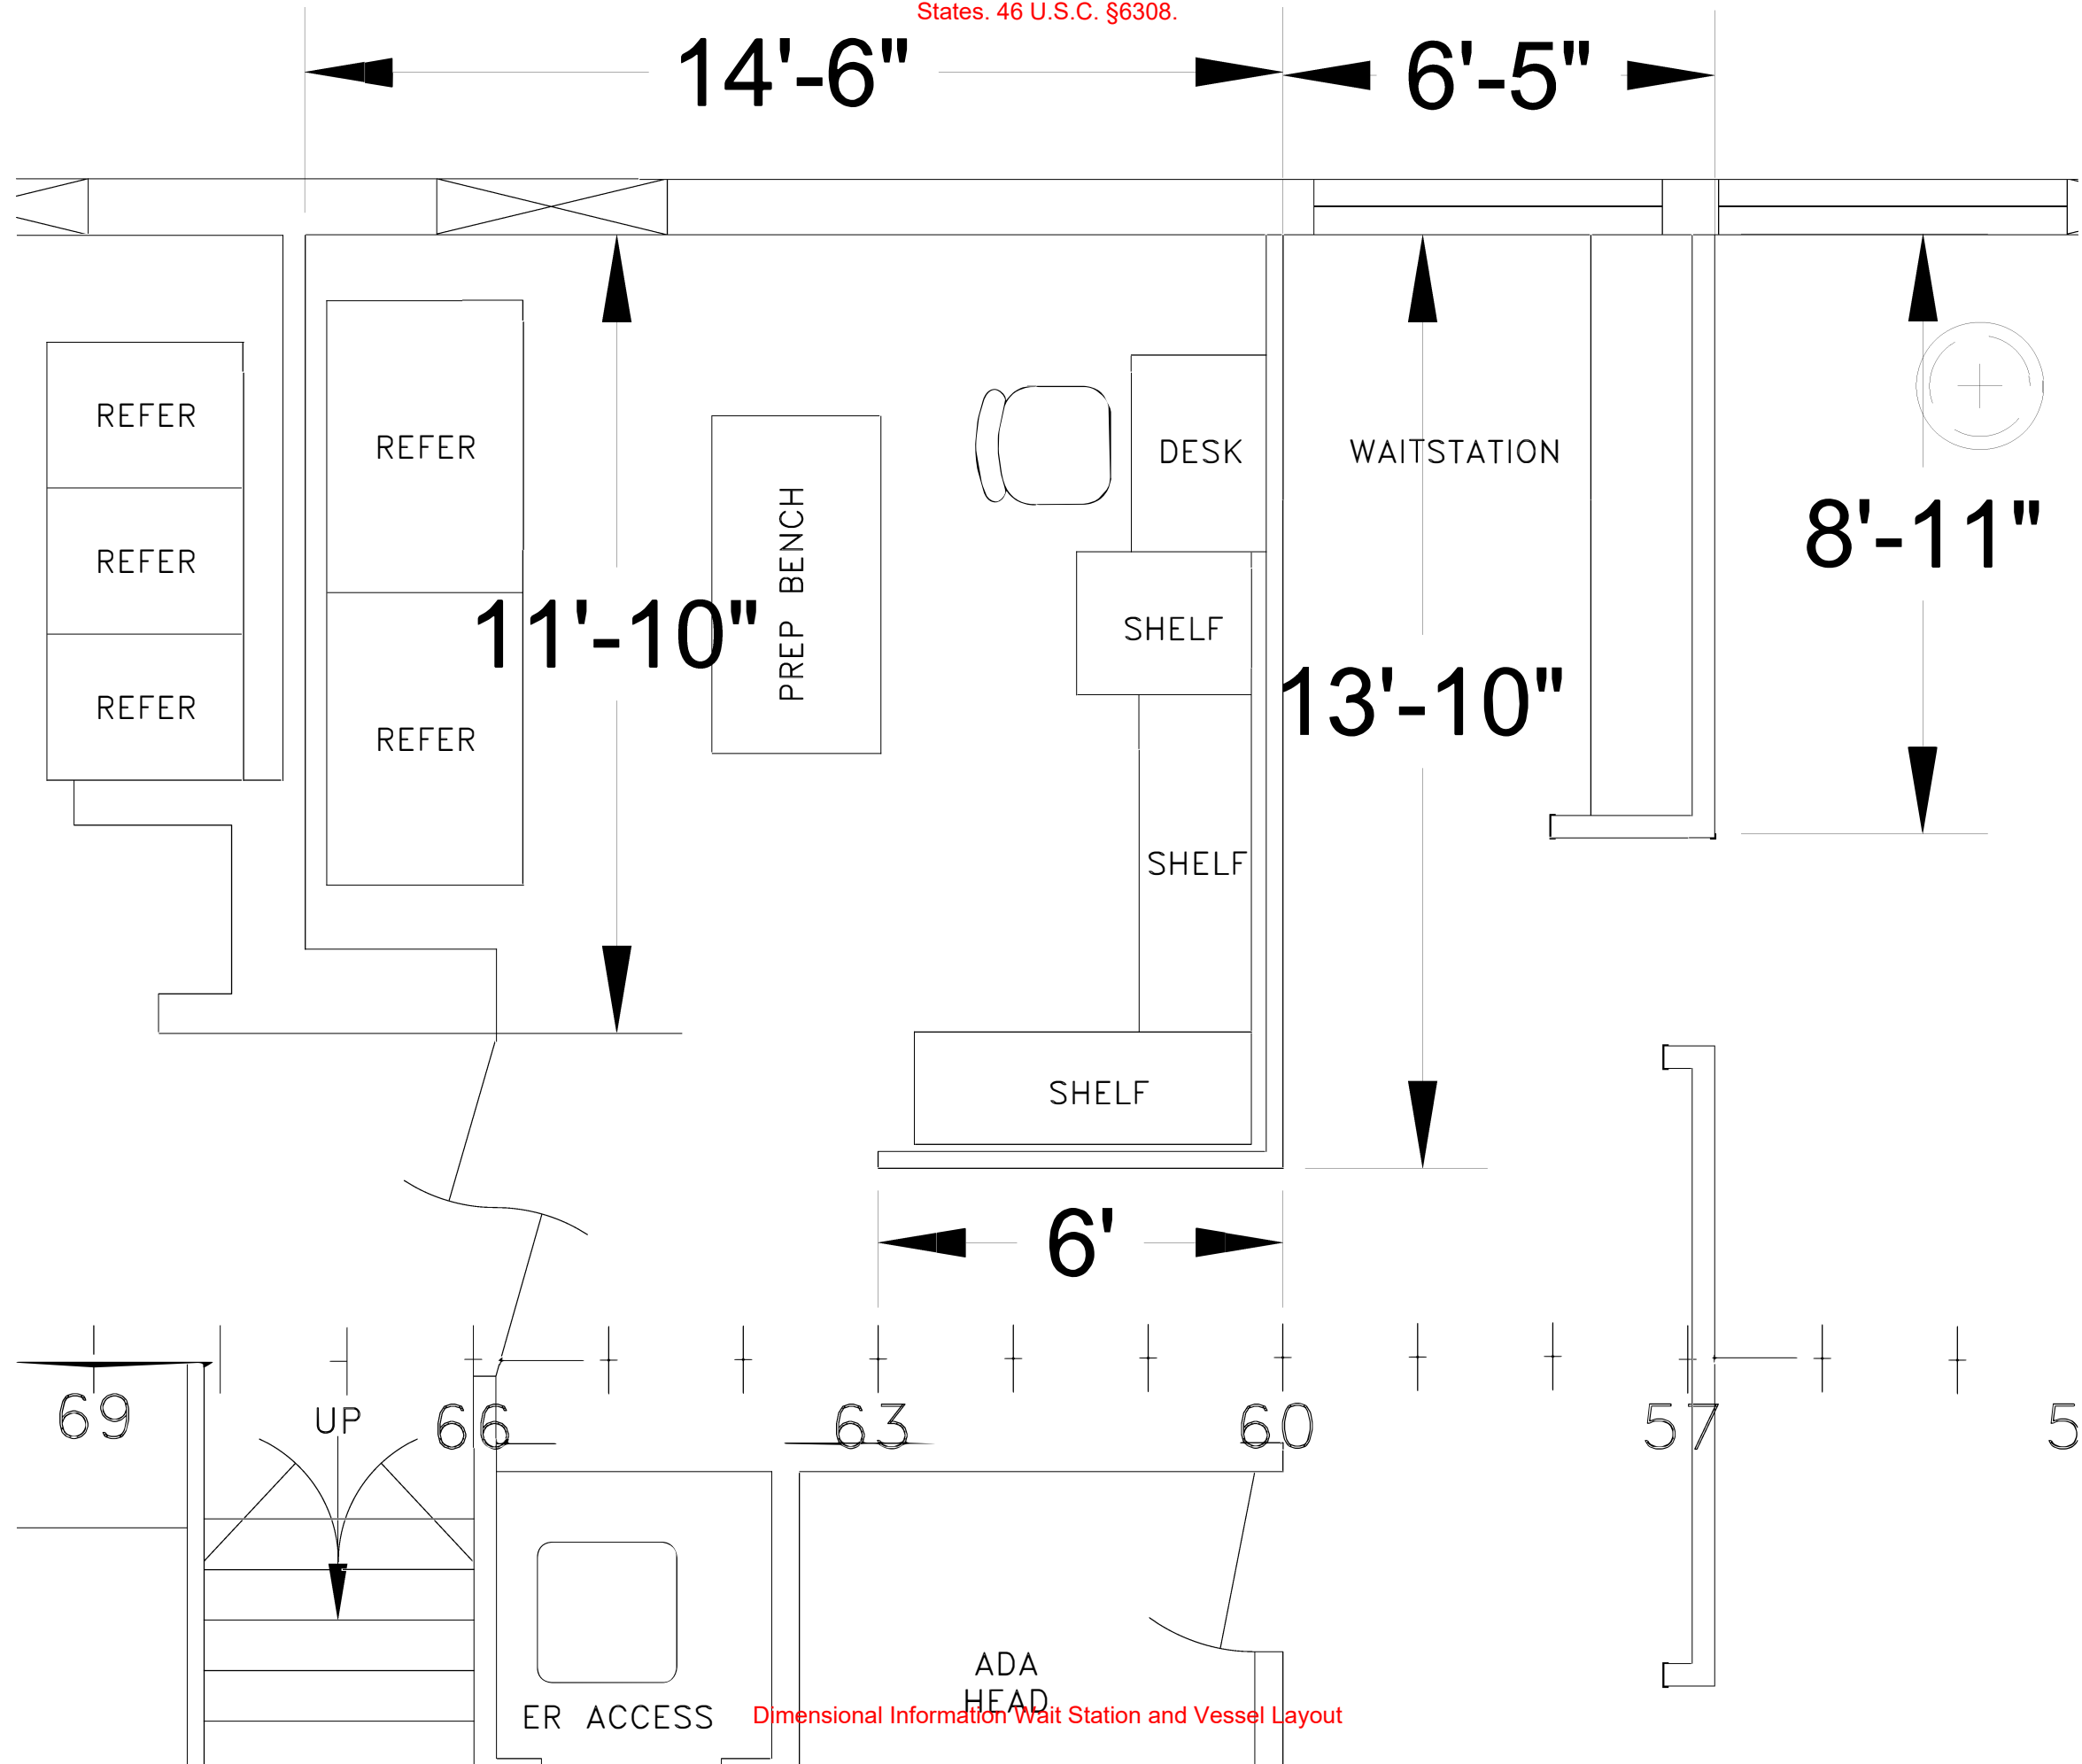 States. 46 U.S.C. §6308.
14'-6"
6'-5"
REFER
REFER
DESK
WAITSTATION
8'-11"
REFER
PREP BENCH
11'-10"
SHELF
13'-10"
REFER
REFER
SHELF
SHELF
6'
69
UP
66
63
60
57
5
ADA
HEAD
ER ACCESS
Dimensional Information Wait Station and Vessel Layout